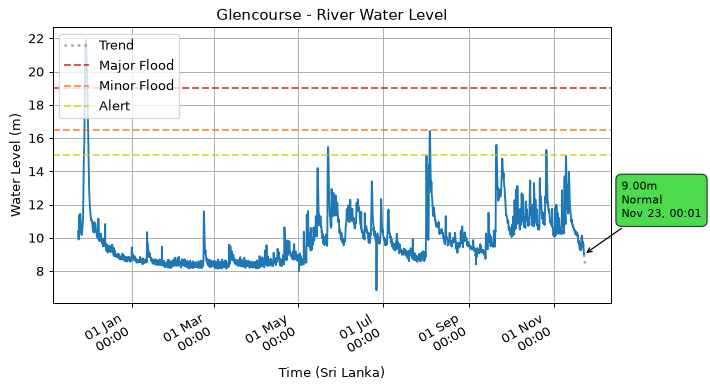 Glencourse - River Water Level
Water Level (m)
22
20
18
16
14
12
10
8
Trend
Major Flood
Minor Flood
Alert
9.00m
Normal
Nov 23, 00:01
01 Jan
00:00
01 Mar
00:00
01 May
00:00
01 Jul
00:00
01 Sep
00:00
01 Nov
00:00
Time (Sri Lanka)